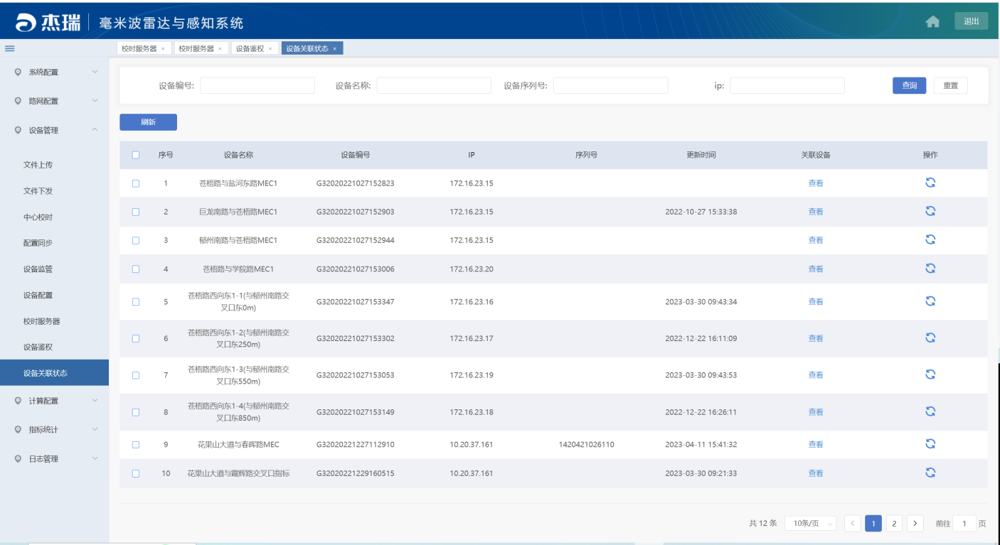 杰瑞 毫米波雷达与感知系统 退出
校时服务器 × 校时服务器 × 设备鉴权 × 设备关联状态 ×
系统配置
路网配置
设备管理
文件上传
文件下发
中心校时
配置同步
设备监管
设备配置
校时服务器
设备鉴权
设备关联状态
计算配置
指标统计
日志管理
设备编号: 设备名称: 设备序列号: ip: 查询 重置
刷新
序号 设备名称 设备编号 IP 序列号 更新时间 关联设备 操作
1 苍梧路与盐河东路MEC1 G32020221027152823 172.16.23.15 查看
2 巨龙南路与苍梧路MEC1 G32020221027152903 172.16.23.15 2022-10-27 15:33:38 查看
3 郁州南路与苍梧路MEC1 G32020221027152944 172.16.23.15 查看
4 苍梧路与学院路MEC1 G32020221027153006 172.16.23.20 查看
苍梧路西向东1-1(与郁州南路交
5 叉口东0m) G32020221027153347 172.16.23.16 2023-03-30 09:43:34 查看
苍梧路西向东1-2(与郁州南路交
6 叉口东250m) G32020221027153302 172.16.23.17 2022-12-22 16:11:09 查看
苍梧路西向东1-3(与郁州南路交
7 叉口东550m) G32020221027153053 172.16.23.19 2023-03-30 09:43:53 查看
苍梧路西向东1-4(与郁州南路交
8 叉口东850m) G32020221027153149 172.16.23.18 2022-12-22 16:26:11 查看
9 花果山大道与春晖路MEC G32020221227112910 10.20.37.161 1420421026110 2023-04-11 15:41:32 查看
10 花果山大道与霞辉路交叉口指标 G32020221229160515 10.20.37.161 2023-03-30 09:21:33 查看
共 12 条 10条/页 < 1 2 > 前往 1 页